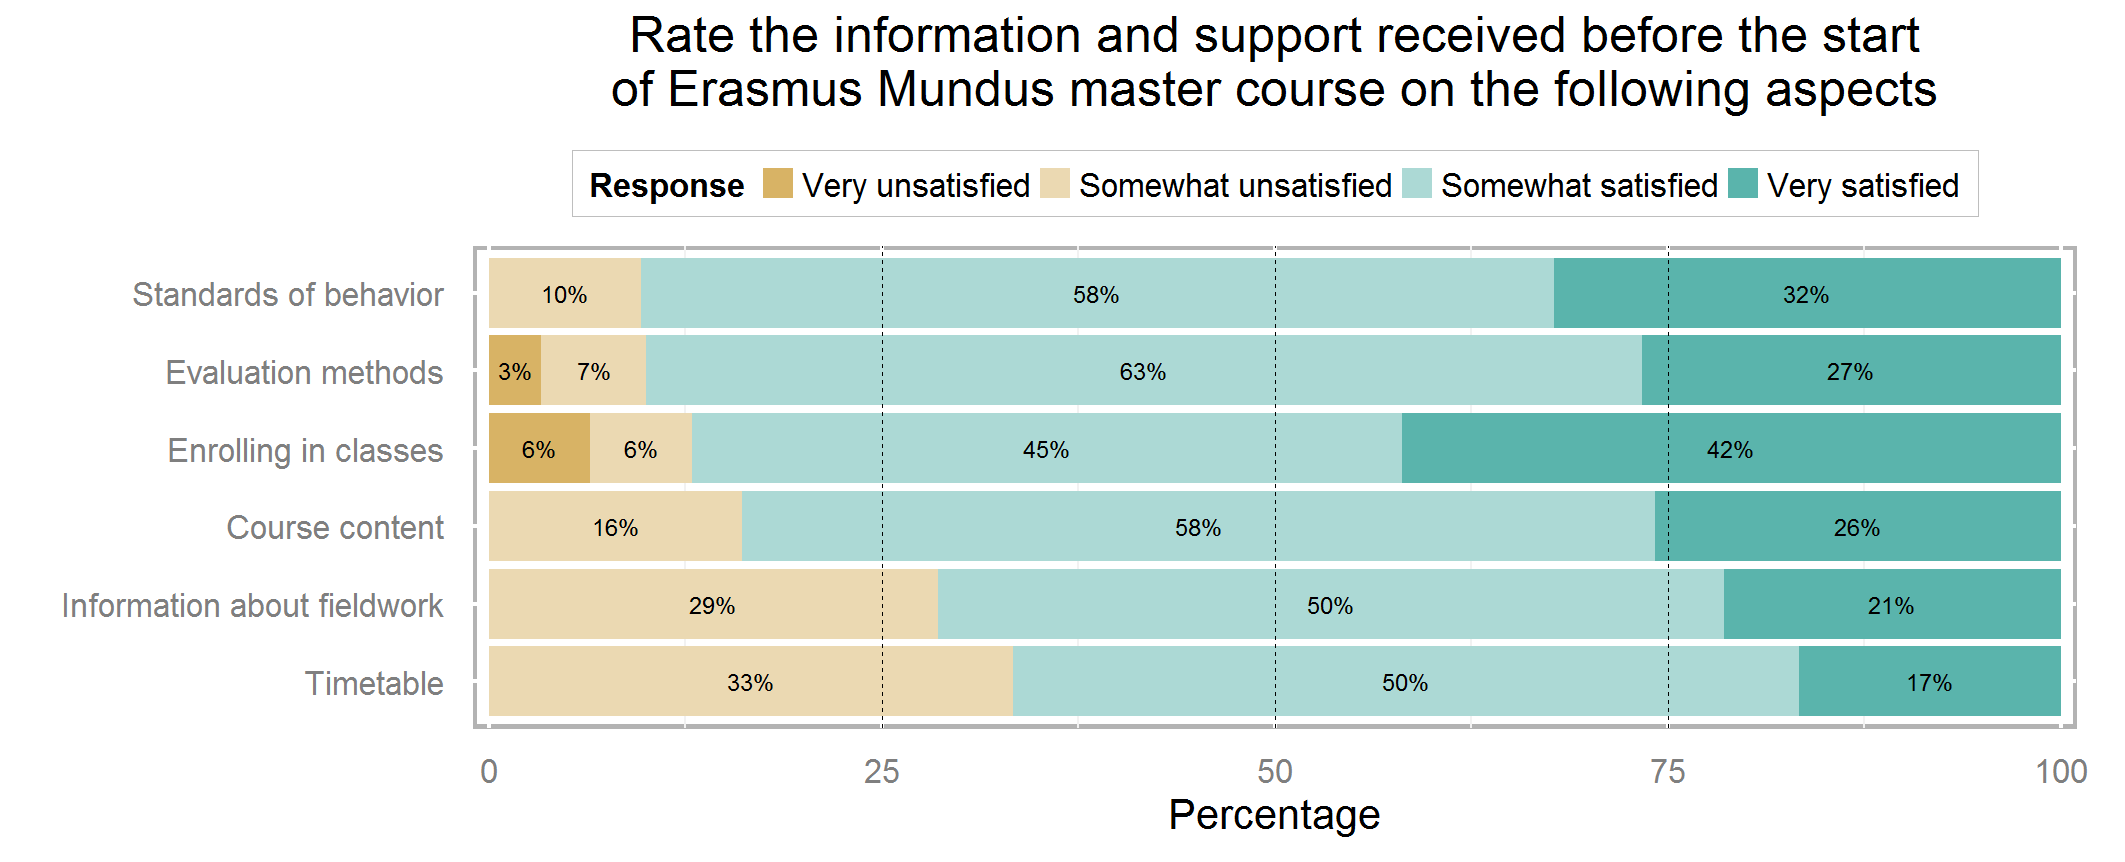 Rate the information and support received before the start
of Erasmus Mundus master course on the following aspects
Response Very unsatisfied Somewhat unsatisfied Somewhat satisfied Very satisfied
Standards of behavior 10% 58% 32%
Evaluation methods 3% 7% 63% 27%
Enrolling in classes 6% 6% 45% 42%
Course content 16% 58% 26%
Information about fieldwork 29% 50% 21%
Timetable 33% 50% 17%
0 25 50 75 100
Percentage